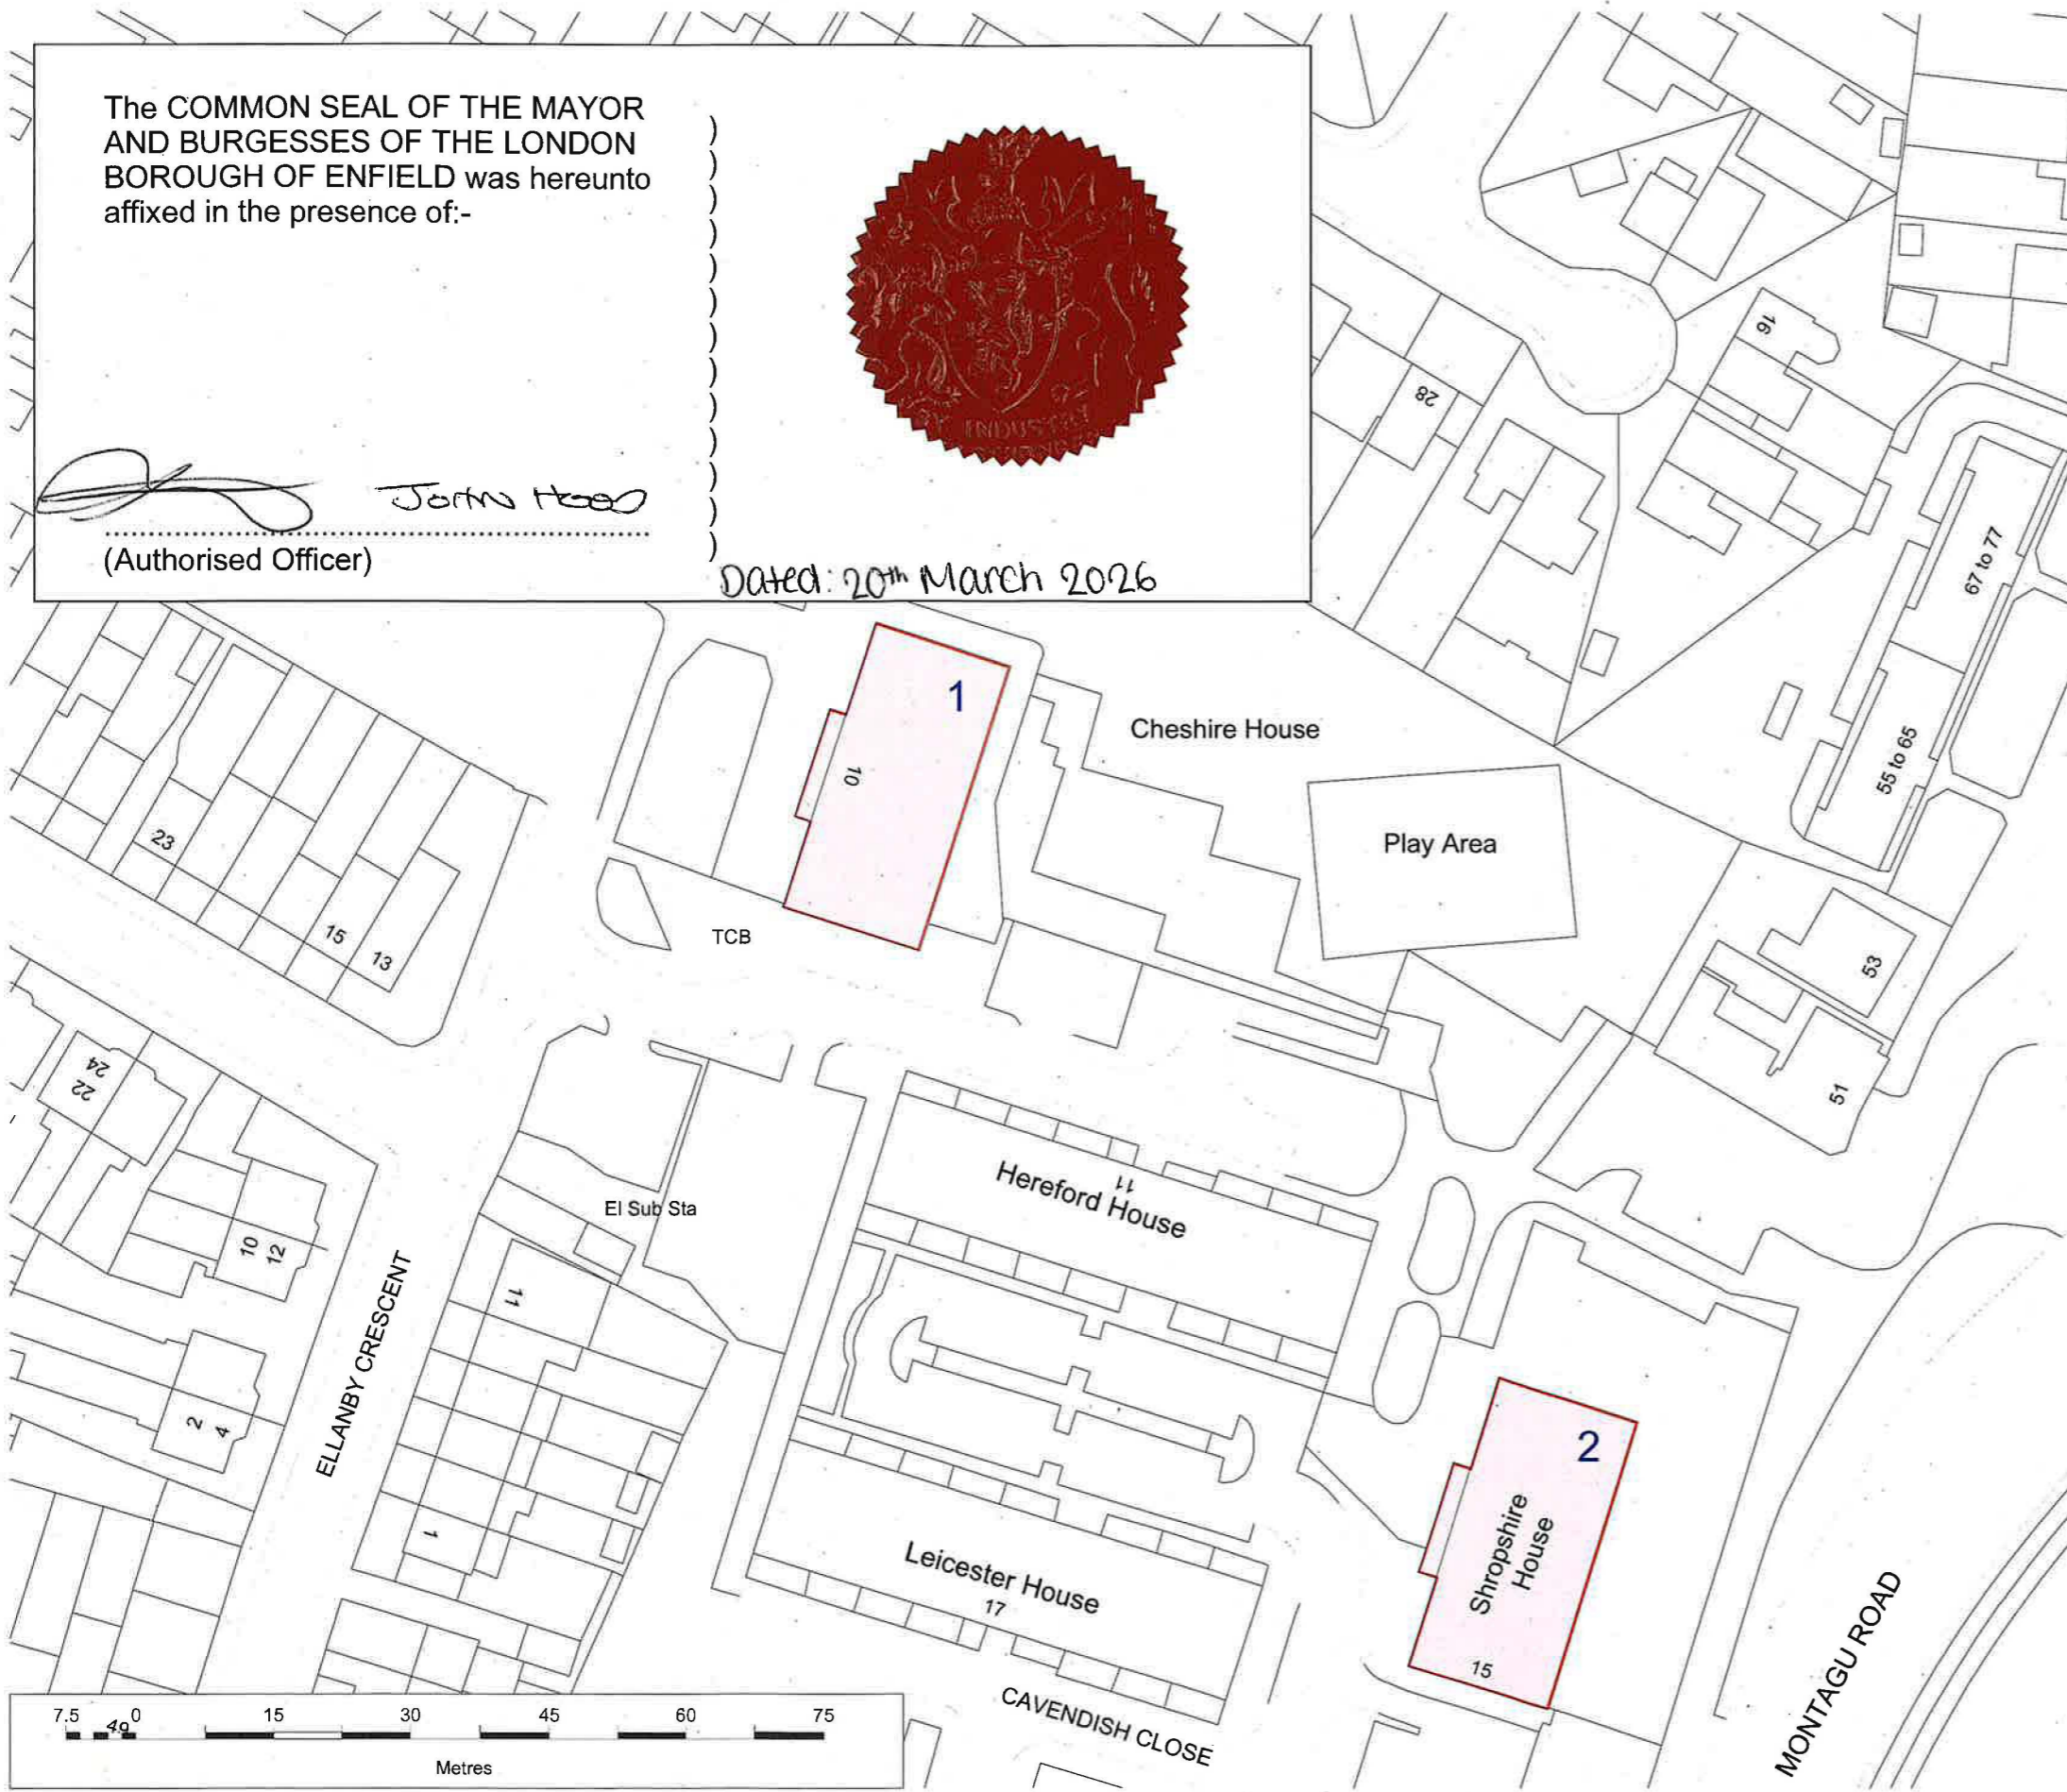 The COMMON SEAL OF THE MAYOR
AND BURGESSES OF THE LONDON
BOROUGH OF ENFIELD was hereunto
affixed in the presence of:-
)
)
)
)
)
)
)
)
)
)
)
)
)
INDUSTRY
John Hood
(Authorised Officer)
Dated: 20th March 2026
16
28
67 to 77
55 to 65
1
10
Cheshire House
Play Area
23
15
13
TCB
53
51
24
22
10
12
El Sub Sta
11
Hereford House
11
ELLANBY CRESCENT
2
4
1
2
Shropshire
House
15
Leicester House
17
CAVENDISH CLOSE
MONTAGU ROAD
7.5 0 15 30 45 60 75
49
Metres